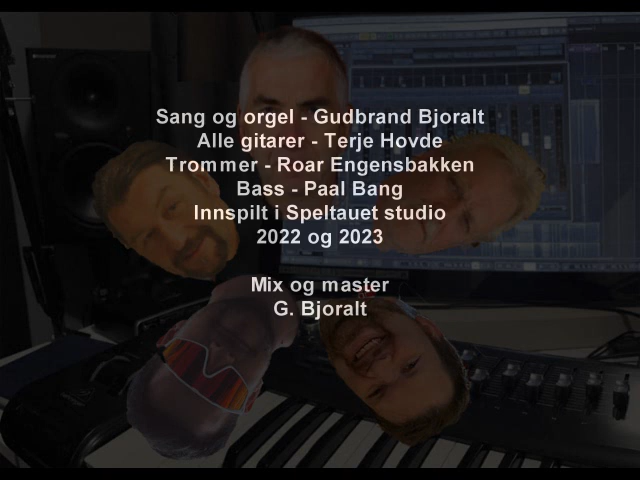 Sang og orgel - Gudbrand Bjoralt
Alle gitarer - Terje Hovde
Trommer - Roar Engensbakken
Bass - Paal Bang
Innspilt i Speltauet studio
2022 og 2023
Mix og master
G. Bjoralt